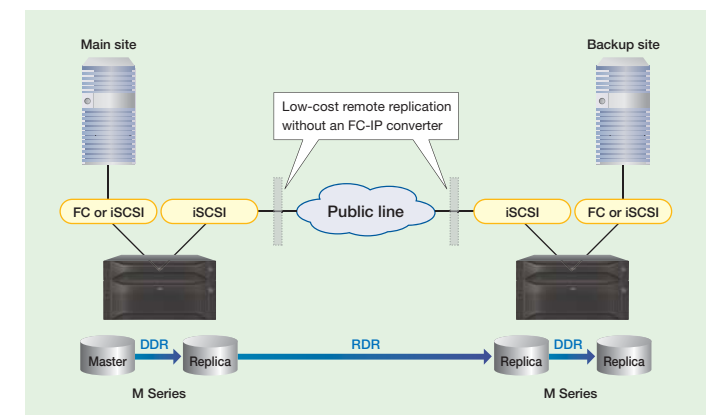 Main site
Backup site
Low-cost remote replication
without an FC-IP converter
FC or iSCSI
iSCSI
Public line
iSCSI
FC or iSCSI
DDR
RDR
DDR
Master
Replica
Replica
Replica
M Series
M Series